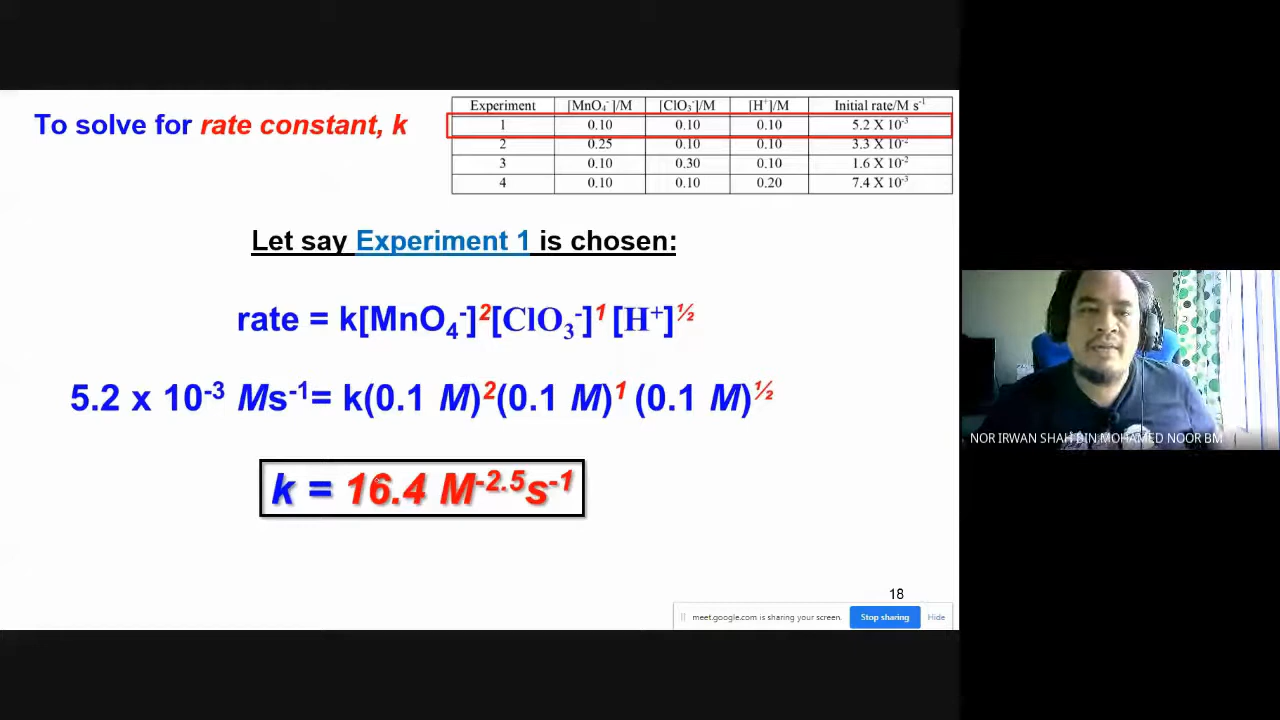 To solve for rate constant, k
Experiment [MnO₄⁻]/M [ClO₃⁻]/M [H⁺]/M Initial rate/M s⁻¹
1 0.10 0.10 0.10 5.2 X 10⁻³
2 0.25 0.10 0.10 3.3 X 10⁻²
3 0.10 0.30 0.10 1.6 X 10⁻²
4 0.10 0.10 0.20 7.4 X 10⁻³
Let say Experiment 1 is chosen:
rate = k[MnO₄⁻]²[ClO₃⁻]¹ [H⁺]^½
5.2 x 10⁻³ Ms⁻¹= k(0.1 M)²(0.1 M)¹ (0.1 M)^½
k = 16.4 M^-2.5 s⁻¹
NOR IRWAN SHAH BIN MOHAMED NOOR BM
18
meet.google.com is sharing your screen. Stop sharing Hide